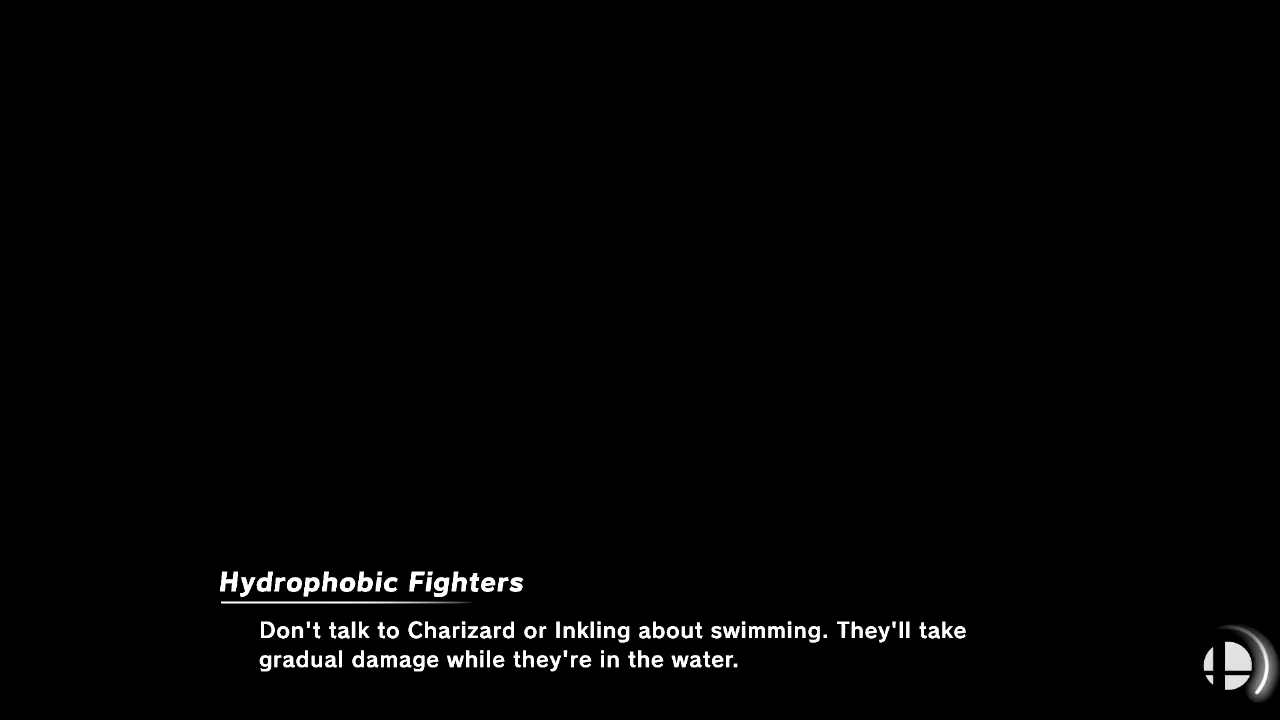 Hydrophobic Fighters
Don't talk to Charizard or Inkling about swimming. They'll take
gradual damage while they're in the water.